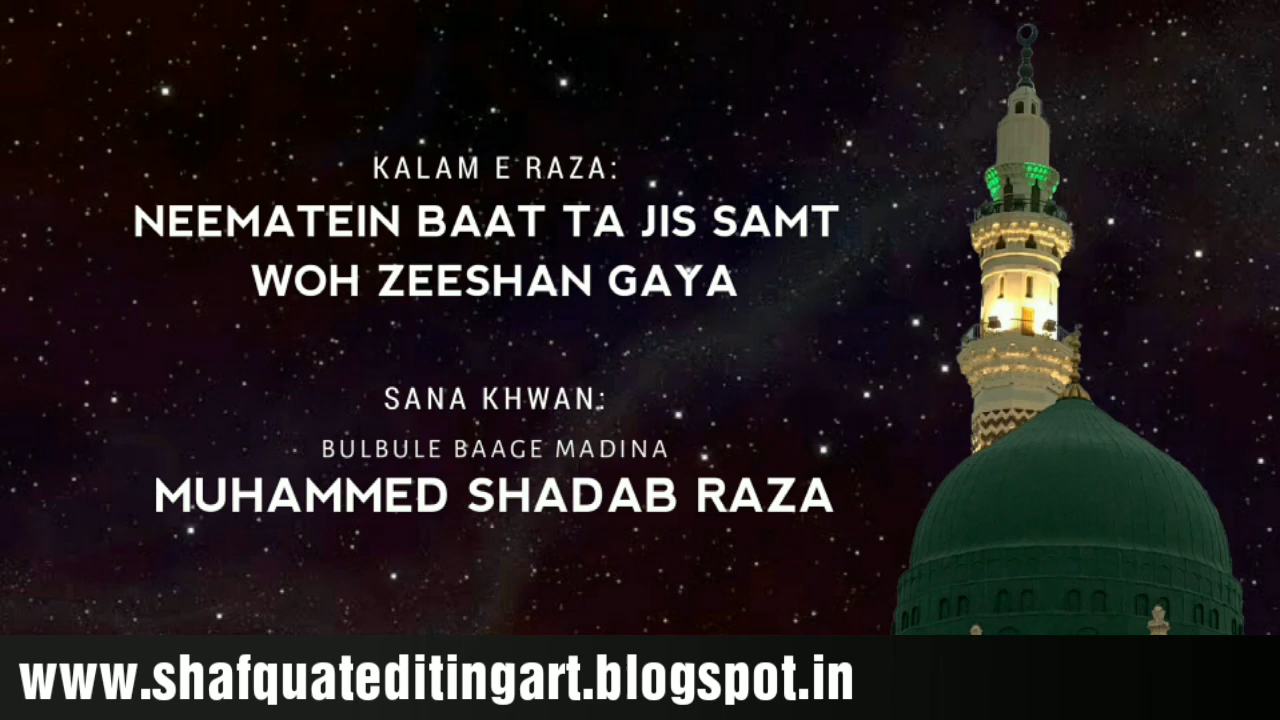 KALAM E RAZA:
NEEMATEIN BAAT TA JIS SAMT
WOH ZEESHAN GAYA
SANA KHWAN:
BULBULE BAAGE MADINA
MUHAMMED SHADAB RAZA
www.shafquateditingart.blogspot.in